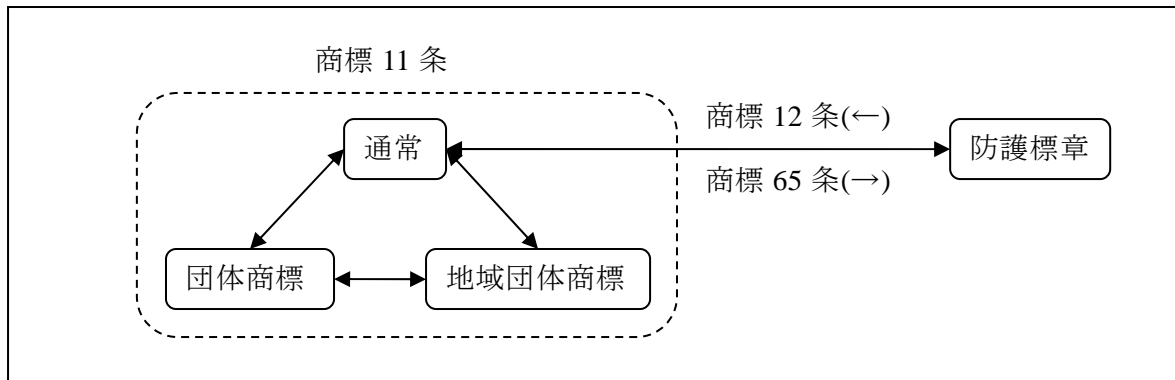 商標 11 条
商標 12 条(←)
通常
防護標章
商標 65 条(→)
団体商標
地域団体商標